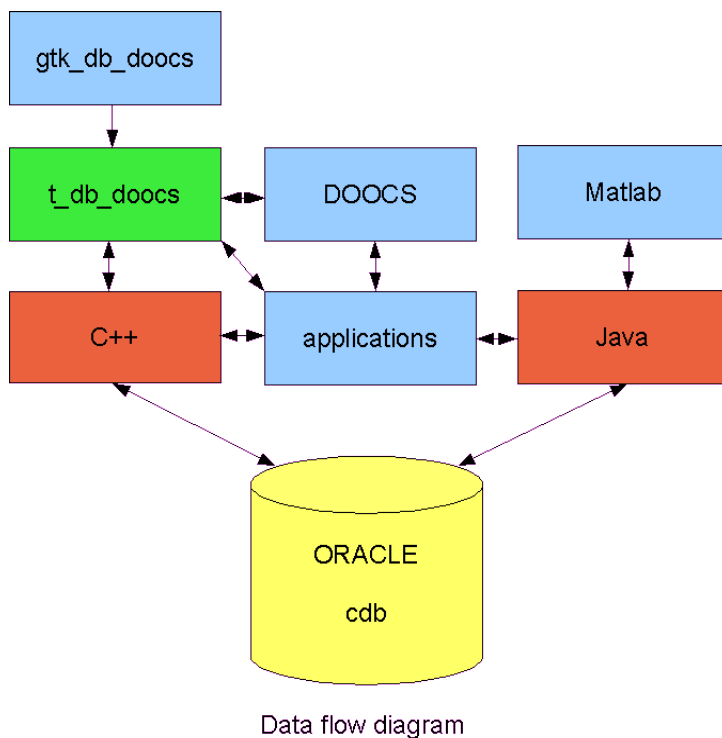 gtk_db_doocs
t_db_doocs
DOOCS
Matlab
C++
applications
Java
ORACLE
cdb
Data flow diagram